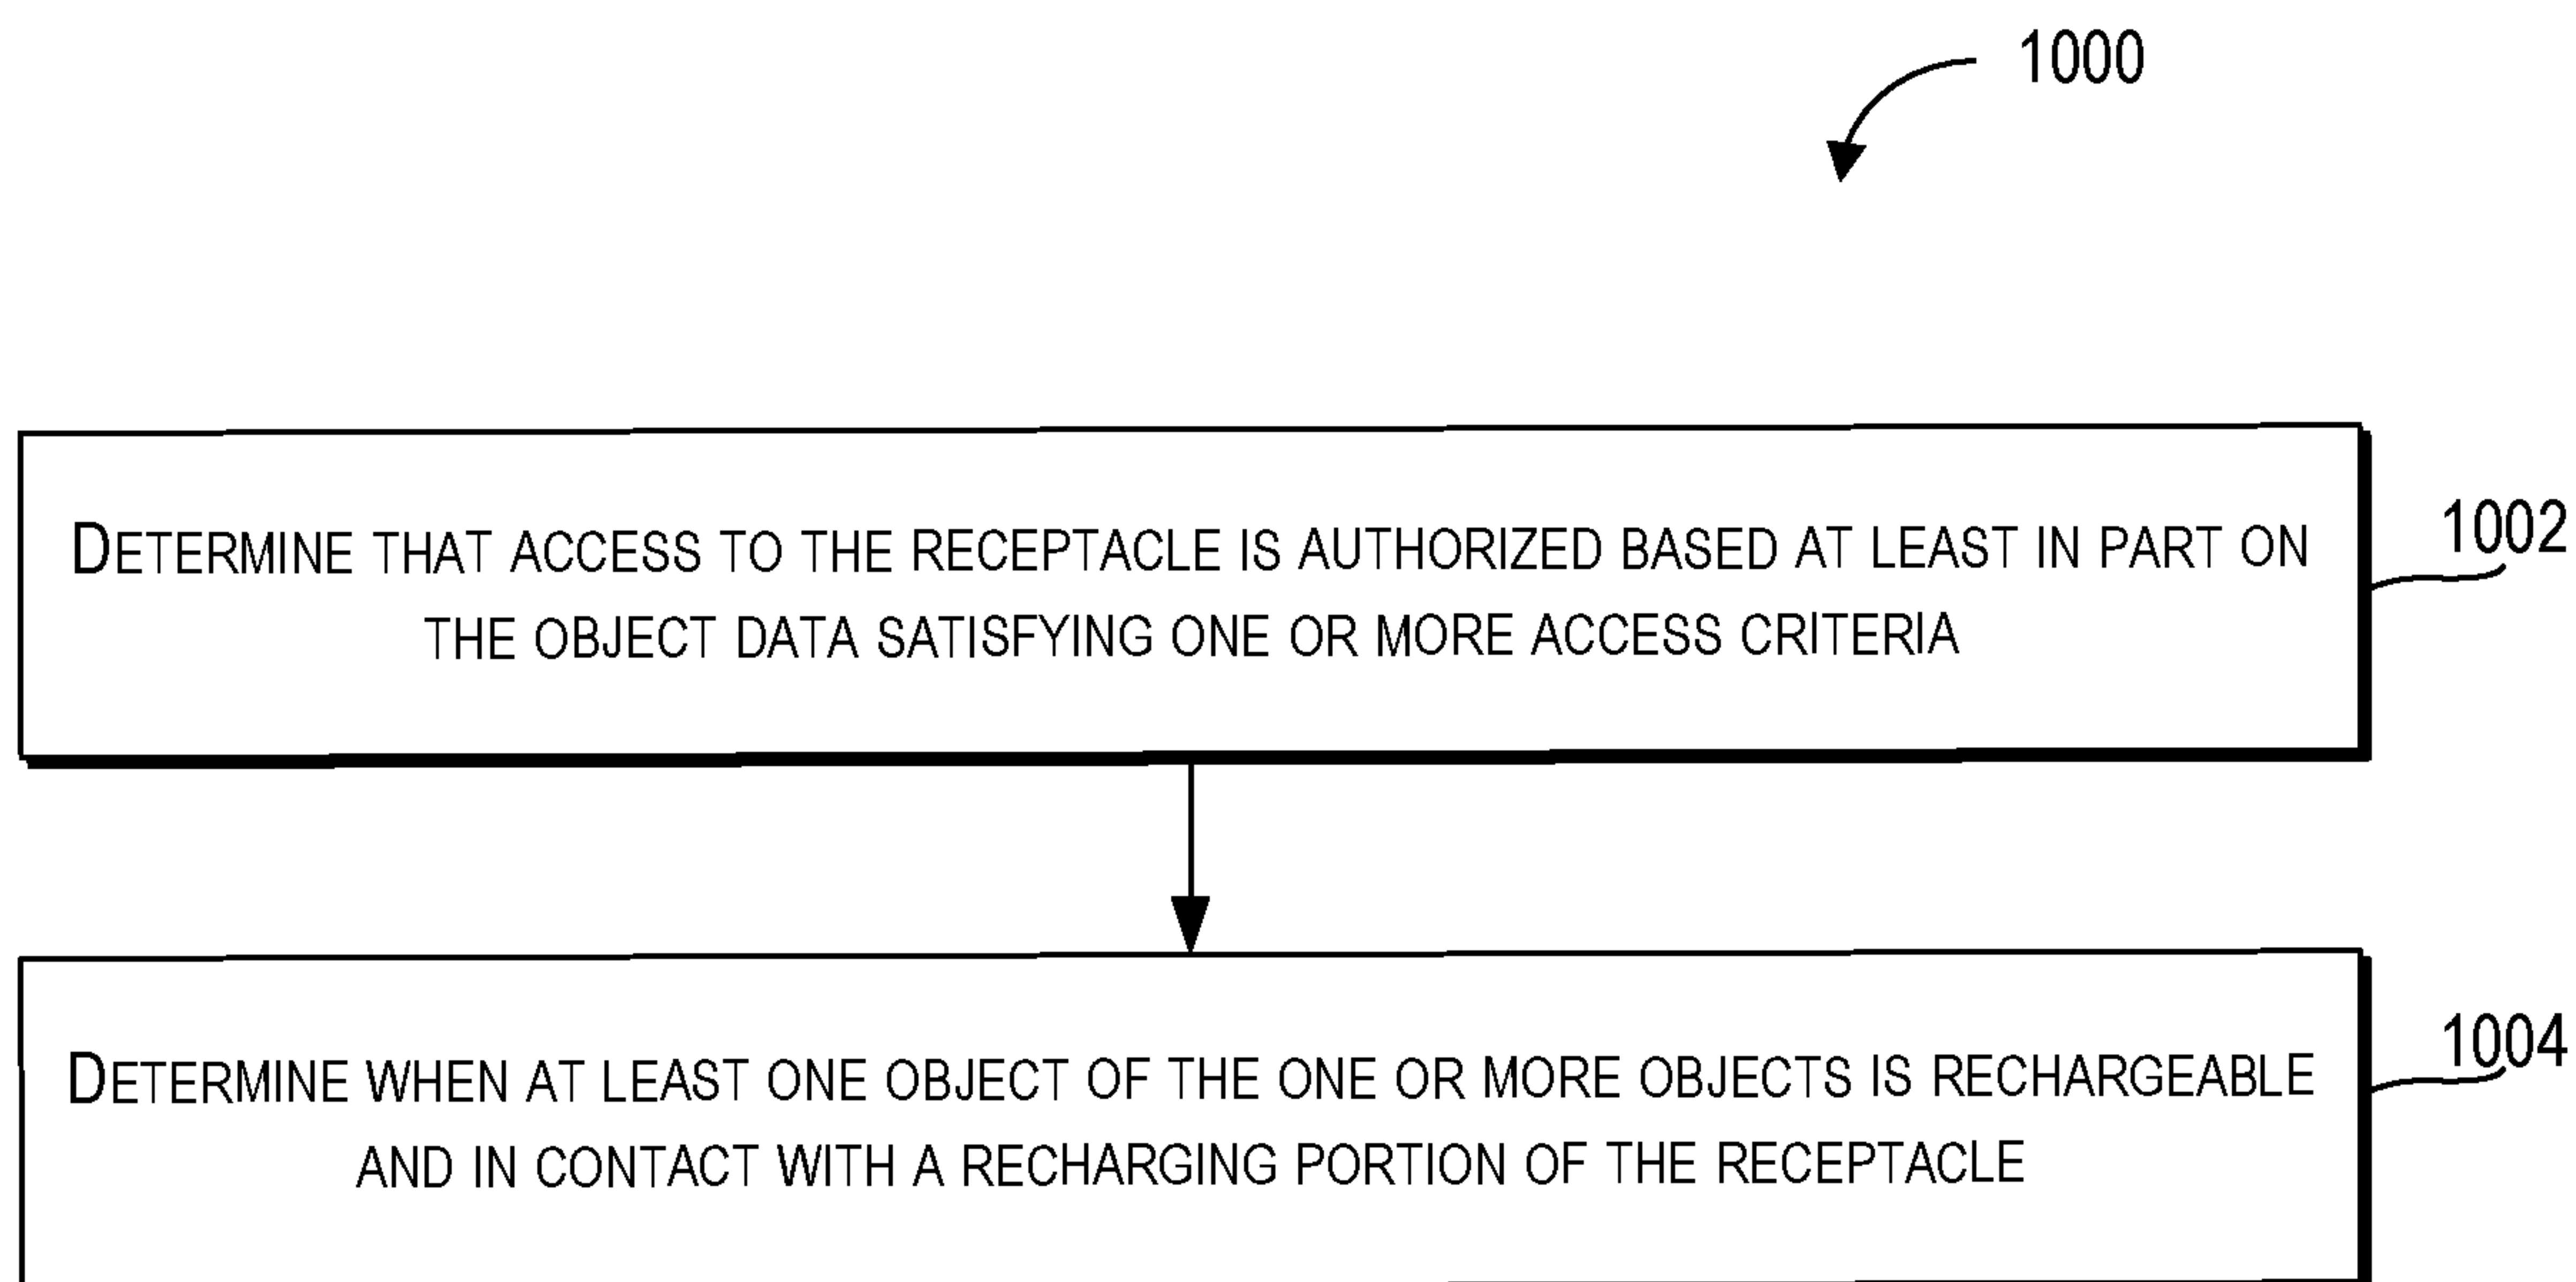 1000
DETERMINE THAT ACCESS TO THE RECEPTACLE IS AUTHORIZED BASED AT LEAST IN PART ON
THE OBJECT DATA SATISFYING ONE OR MORE ACCESS CRITERIA
1002
DETERMINE WHEN AT LEAST ONE OBJECT OF THE ONE OR MORE OBJECTS IS RECHARGEABLE
AND IN CONTACT WITH A RECHARGING PORTION OF THE RECEPTACLE
1004